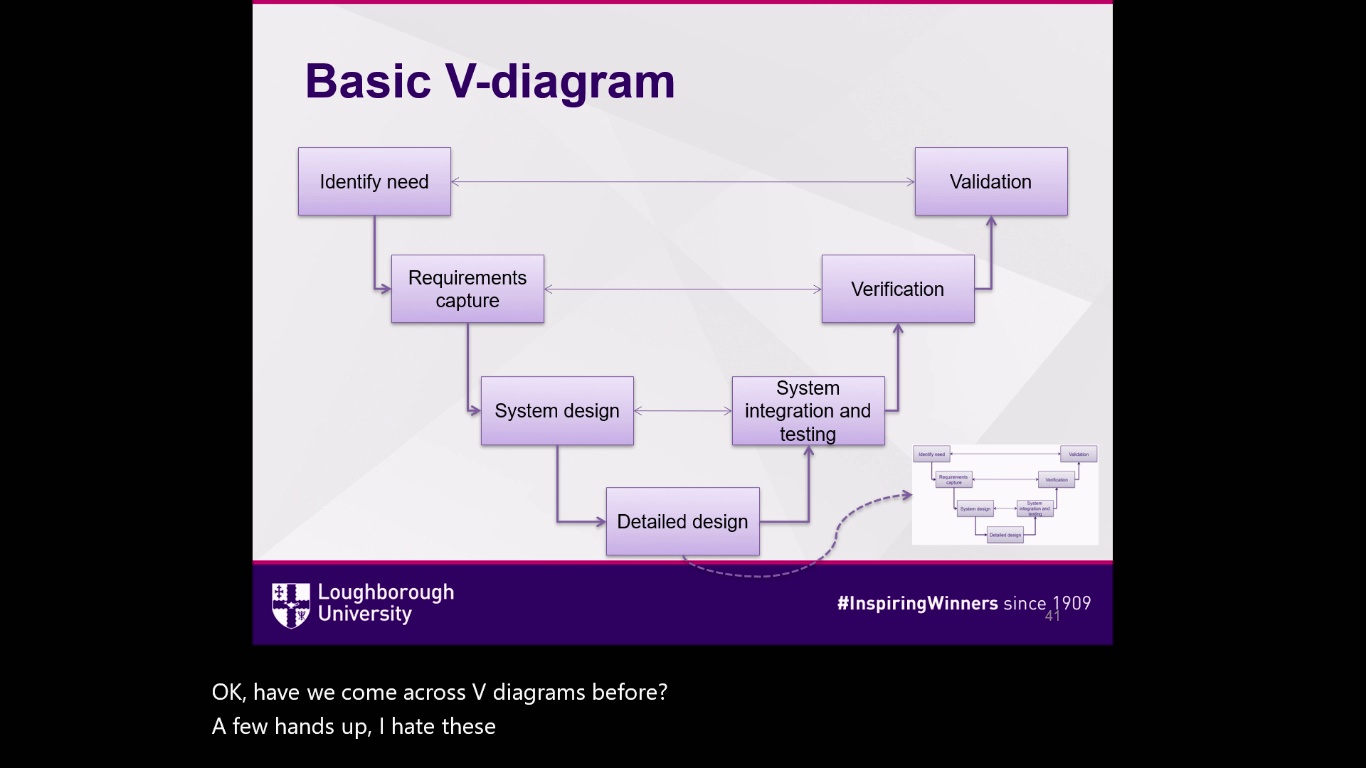 Basic V-diagram
Identify need
Validation
Requirements
capture
Verification
System design
System
integration and
testing
Detailed design
Identify need
Validation
Requirements
capture
Verification
System design
System
integration and
testing
Detailed design
Loughborough
University
#InspiringWinners since 1909
41
OK, have we come across V diagrams before?
A few hands up, I hate these